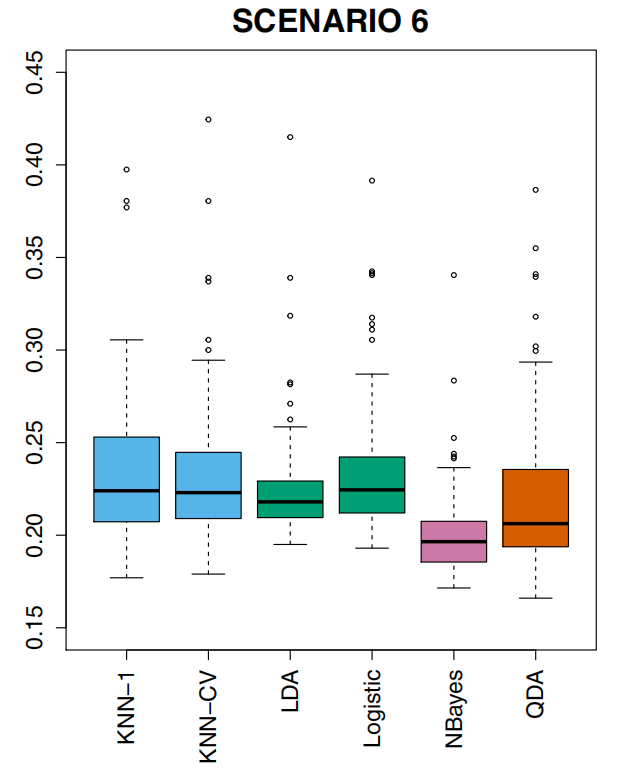 SCENARIO 6
0.45
0.40
0.35
0.30
0.25
0.20
0.15
KNN−1
KNN−CV
LDA
Logistic
NBayes
QDA